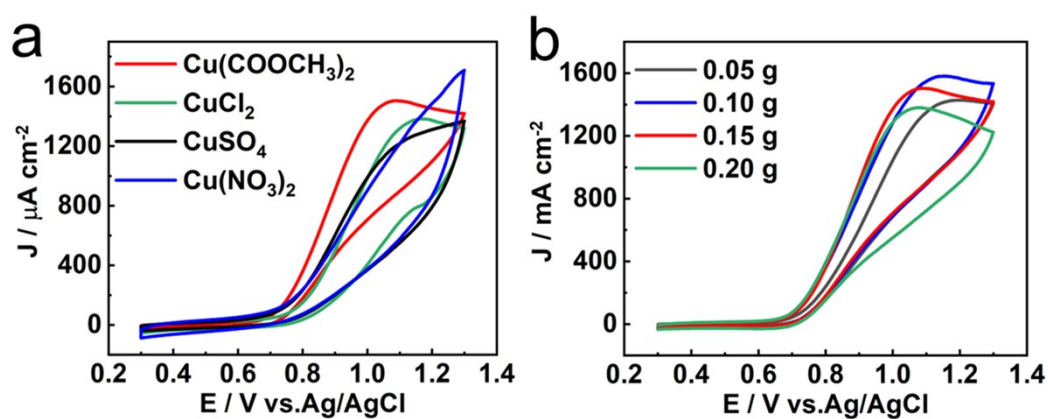 a
1600
1200
800
400
0
J / μA cm⁻²
Cu(COOCH₃)₂
CuCl₂
CuSO₄
Cu(NO₃)₂
0.2 0.4 0.6 0.8 1.0 1.2 1.4
E / V vs.Ag/AgCl
b
1600
1200
800
400
0
J / mA cm⁻²
0.05 g
0.10 g
0.15 g
0.20 g
0.2 0.4 0.6 0.8 1.0 1.2 1.4
E / V vs.Ag/AgCl